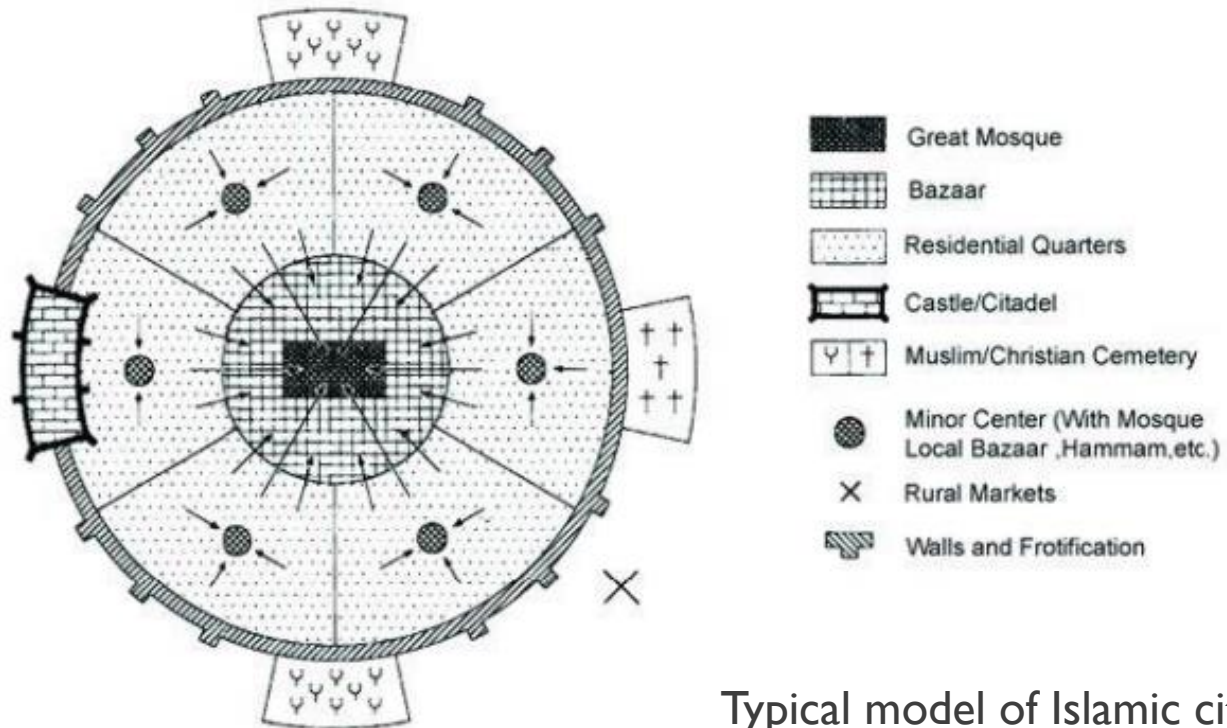 Great Mosque
Bazaar
Residential Quarters
Castle/Citadel
Muslim/Christian Cemetery
Minor Center (With Mosque
Local Bazaar ,Hammam,etc.)
Rural Markets
Walls and Frotification
Typical model of Islamic ci